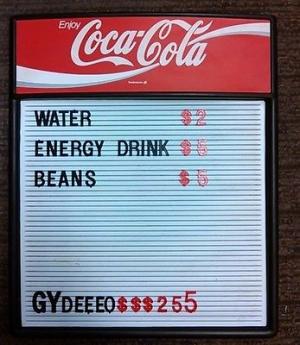 Enjoy
Coca-Cola
WATER $2
ENERGY DRINK $5
BEANS $5
GYDEEEO$$$255